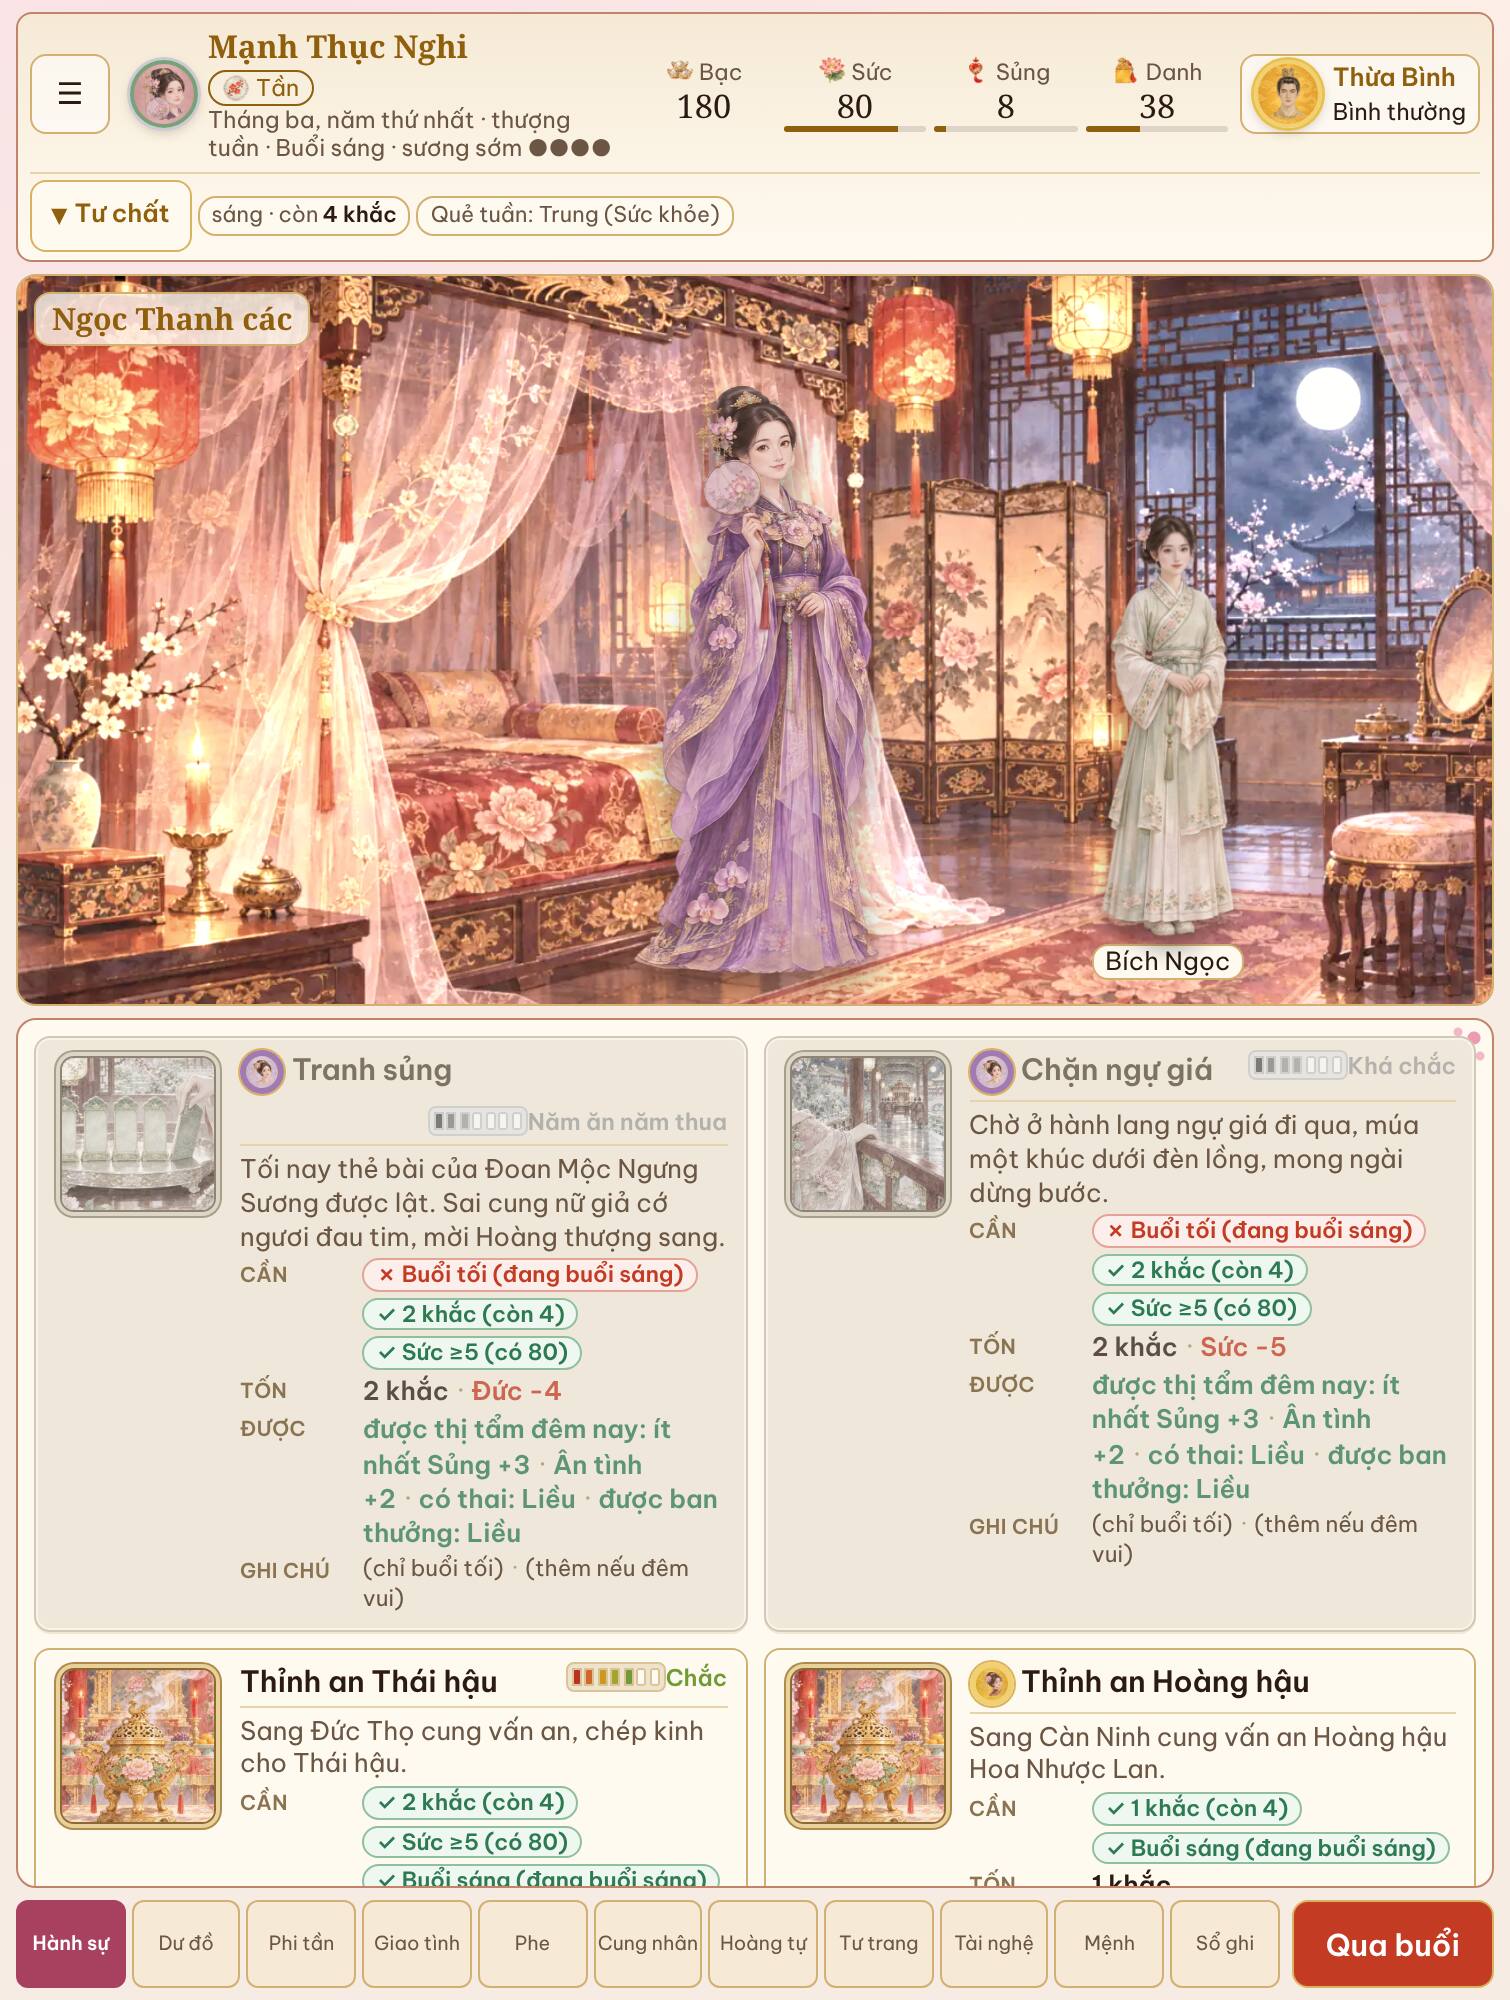 ☰
Mạnh Thục Nghi
Tần
Tháng ba, năm thứ nhất · thượng
tuần · Buổi sáng · sương sớm ●●●●
Bạc
180
Sức
80
Sủng
8
Danh
38
Thừa Bình
Bình thường
▼ Tư chất
sáng · còn 4 khắc
Quẻ tuần: Trung (Sức khỏe)
Ngọc Thanh các
Bích Ngọc
Tranh sủng
Năm ăn năm thua
Tối nay thẻ bài của Đoan Mộc Ngưng
Sương được lật. Sai cung nữ giả cớ
ngươi đau tim, mời Hoàng thượng sang.
CẦN
× Buổi tối (đang buổi sáng)
✓ 2 khắc (còn 4)
✓ Sức ≥5 (có 80)
TỐN
2 khắc · Đức -4
ĐƯỢC
được thị tẩm đêm nay: ít
nhất Sủng +3 · Ân tình
+2 · có thai: Liều · được ban
thưởng: Liều
GHI CHÚ
(chỉ buổi tối) · (thêm nếu đêm
vui)
Chặn ngự giá
Khá chắc
Chờ ở hành lang ngự giá đi qua, múa
một khúc dưới đèn lồng, mong ngài
dừng bước.
CẦN
× Buổi tối (đang buổi sáng)
✓ 2 khắc (còn 4)
✓ Sức ≥5 (có 80)
TỐN
2 khắc · Sức -5
ĐƯỢC
được thị tẩm đêm nay: ít
nhất Sủng +3 · Ân tình
+2 · có thai: Liều · được ban
thưởng: Liều
GHI CHÚ
(chỉ buổi tối) · (thêm nếu đêm
vui)
Thỉnh an Thái hậu
Chắc
Sang Đức Thọ cung vấn an, chép kinh
cho Thái hậu.
CẦN
✓ 2 khắc (còn 4)
✓ Sức ≥5 (có 80)
✓ Buổi sáng (đang buổi sáng)
Thỉnh an Hoàng hậu
Sang Càn Ninh cung vấn an Hoàng hậu
Hoa Nhược Lan.
CẦN
✓ 1 khắc (còn 4)
✓ Buổi sáng (đang buổi sáng)
TỐN
1 khắc
Hành sự
Dư đồ
Phi tần
Giao tình
Phe
Cung nhân
Hoàng tự
Tư trang
Tài nghệ
Mệnh
Sổ ghi
Qua buổi